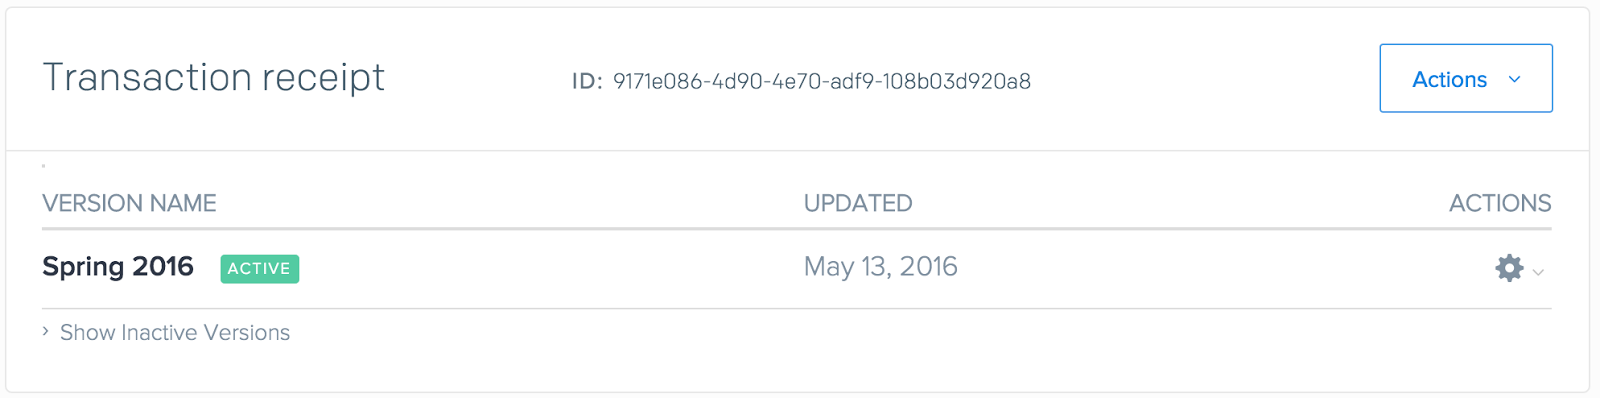 Transaction receipt
ID: 9171e086-4d90-4e70-adf9-108b03d920a8
Actions
VERSION NAME UPDATED ACTIONS
Spring 2016 ACTIVE May 13, 2016
Show Inactive Versions